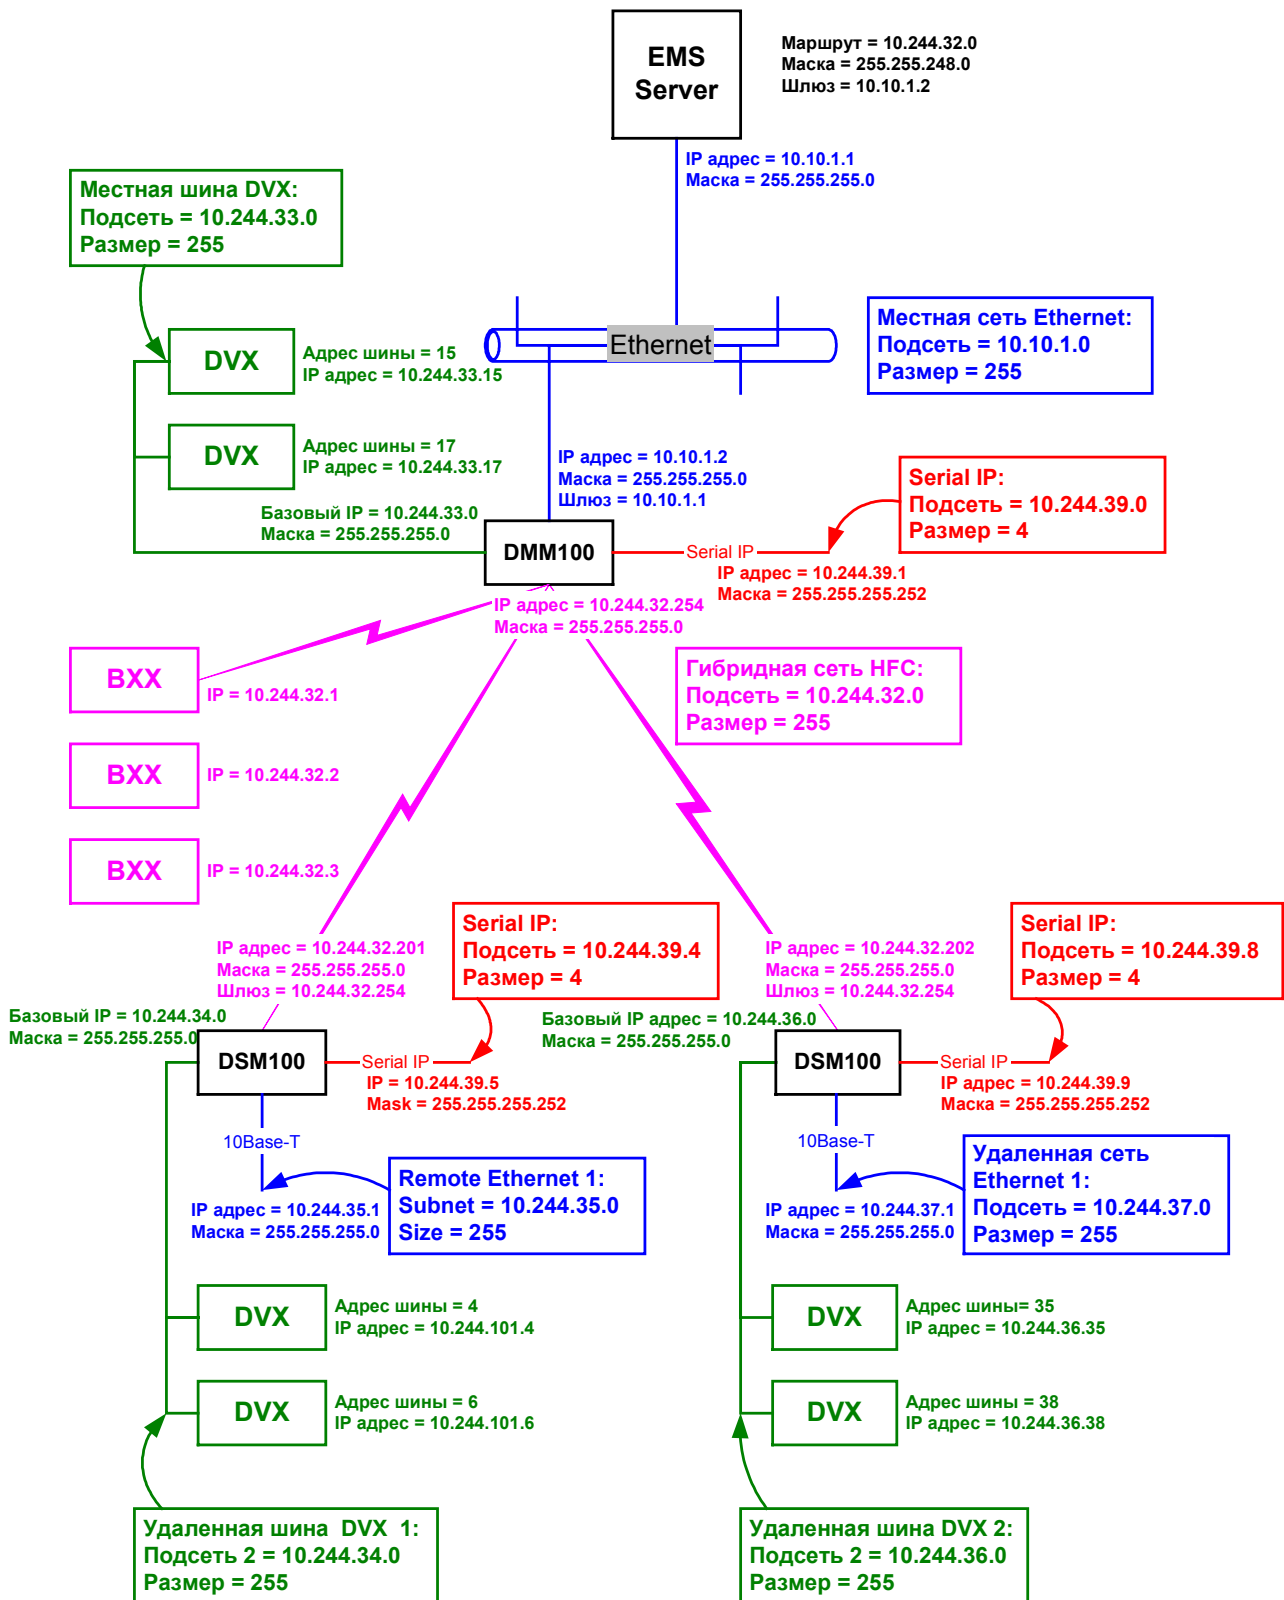 EMS
Server
Маршрут = 10.244.32.0
Маска = 255.255.248.0
Шлюз = 10.10.1.2
IP адрес = 10.10.1.1
Маска = 255.255.255.0
Местная шина DVX:
Подсеть = 10.244.33.0
Размер = 255
Ethernet
Местная сеть Ethernet:
Подсеть = 10.10.1.0
Размер = 255
DVX
Адрес шины = 15
IP адрес = 10.244.33.15
DVX
Адрес шины = 17
IP адрес = 10.244.33.17
IP адрес = 10.10.1.2
Маска = 255.255.255.0
Шлюз = 10.10.1.1
Serial IP:
Подсеть = 10.244.39.0
Размер = 4
Базовый IP = 10.244.33.0
Маска = 255.255.255.0
DMM100
Serial IP
IP адрес = 10.244.39.1
Маска = 255.255.255.252
IP адрес = 10.244.32.254
Маска = 255.255.255.0
BXX
IP = 10.244.32.1
Гибридная сеть HFC:
Подсеть = 10.244.32.0
Размер = 255
BXX
IP = 10.244.32.2
BXX
IP = 10.244.32.3
IP адрес = 10.244.32.201
Маска = 255.255.255.0
Шлюз = 10.244.32.254
Serial IP:
Подсеть = 10.244.39.4
Размер = 4
IP адрес = 10.244.32.202
Маска = 255.255.255.0
Шлюз = 10.244.32.254
Serial IP:
Подсеть = 10.244.39.8
Размер = 4
Базовый IP = 10.244.34.0
Маска = 255.255.255.0
DSM100
Serial IP
IP = 10.244.39.5
Mask = 255.255.255.252
Базовый IP адрес = 10.244.36.0
Маска = 255.255.255.0
DSM100
Serial IP
IP адрес = 10.244.39.9
Маска = 255.255.255.252
10Base-T
Remote Ethernet 1:
Subnet = 10.244.35.0
Size = 255
IP адрес = 10.244.35.1
Маска = 255.255.255.0
10Base-T
Удаленная сеть
Ethernet 1:
Подсеть = 10.244.37.0
Размер = 255
IP адрес = 10.244.37.1
Маска = 255.255.255.0
DVX
Адрес шины = 4
IP адрес = 10.244.101.4
DVX
Адрес шины= 35
IP адрес = 10.244.36.35
DVX
Адрес шины = 6
IP адрес = 10.244.101.6
DVX
Адрес шины = 38
IP адрес = 10.244.36.38
Удаленная шина DVX 1:
Подсеть 2 = 10.244.34.0
Размер = 255
Удаленная шина DVX 2:
Подсеть 2 = 10.244.36.0
Размер = 255